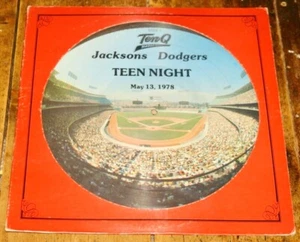 Ten-Q
Jacksons Dodgers
TEEN NIGHT
May 13, 1978